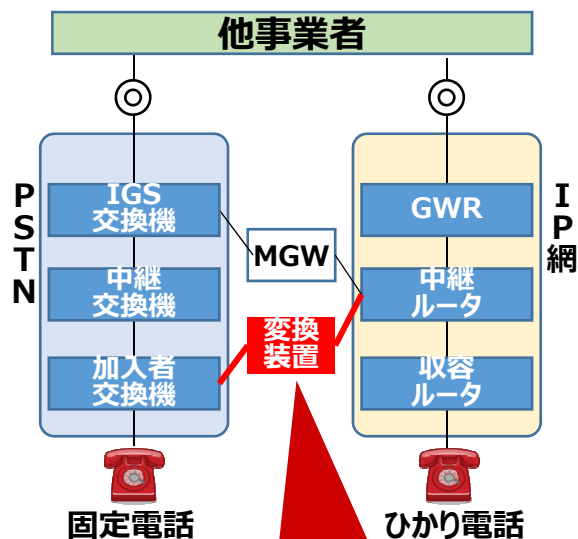 他事業者
PSTN
IGS
交換機
中継
交換機
加入者
交換機
MGW
変換
装置
GWR
中継
ルータ
収容
ルータ
IP網
固定電話
ひかり電話